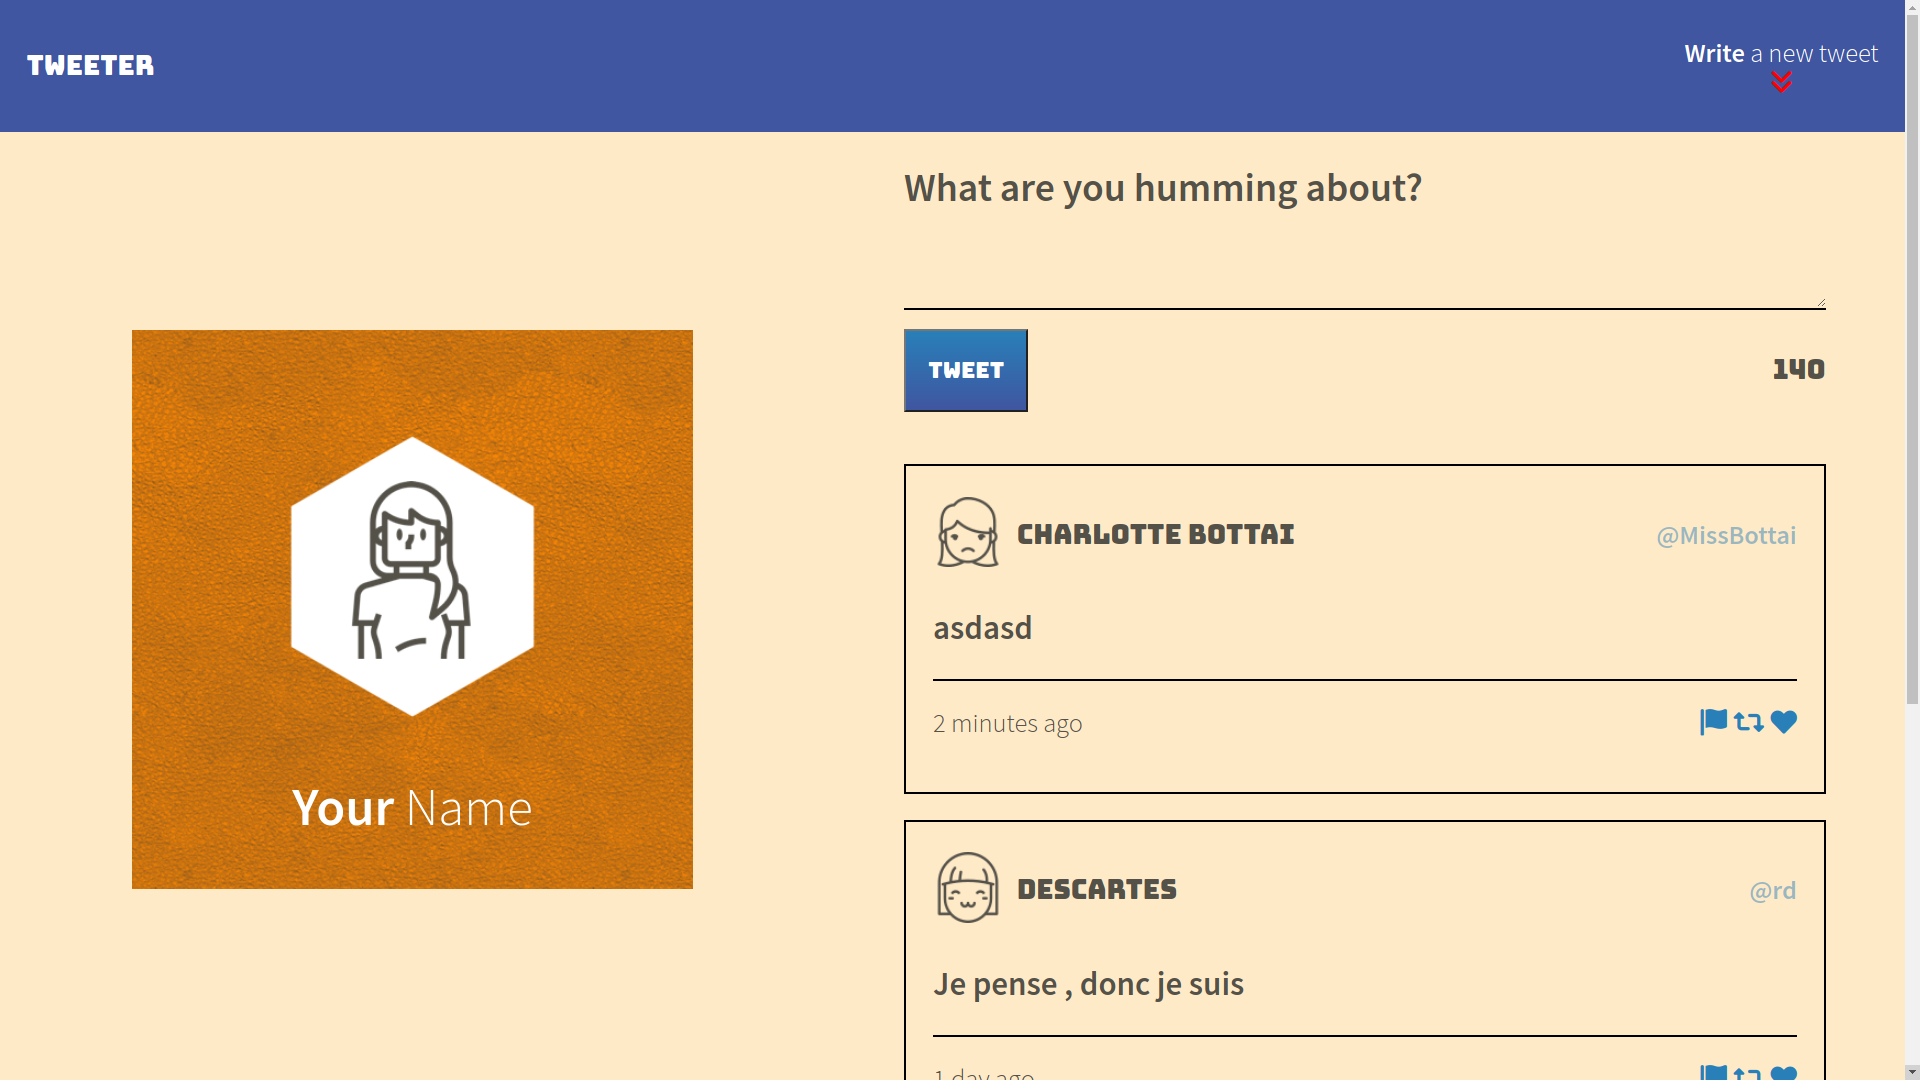 TWEETER
Write a new tweet
What are you humming about?
TWEET
140
CHARLOTTE BOTTAI
@MissBottai
asdasd
2 minutes ago
Your Name
DESCARTES
@rd
Je pense , donc je suis
1 day ago